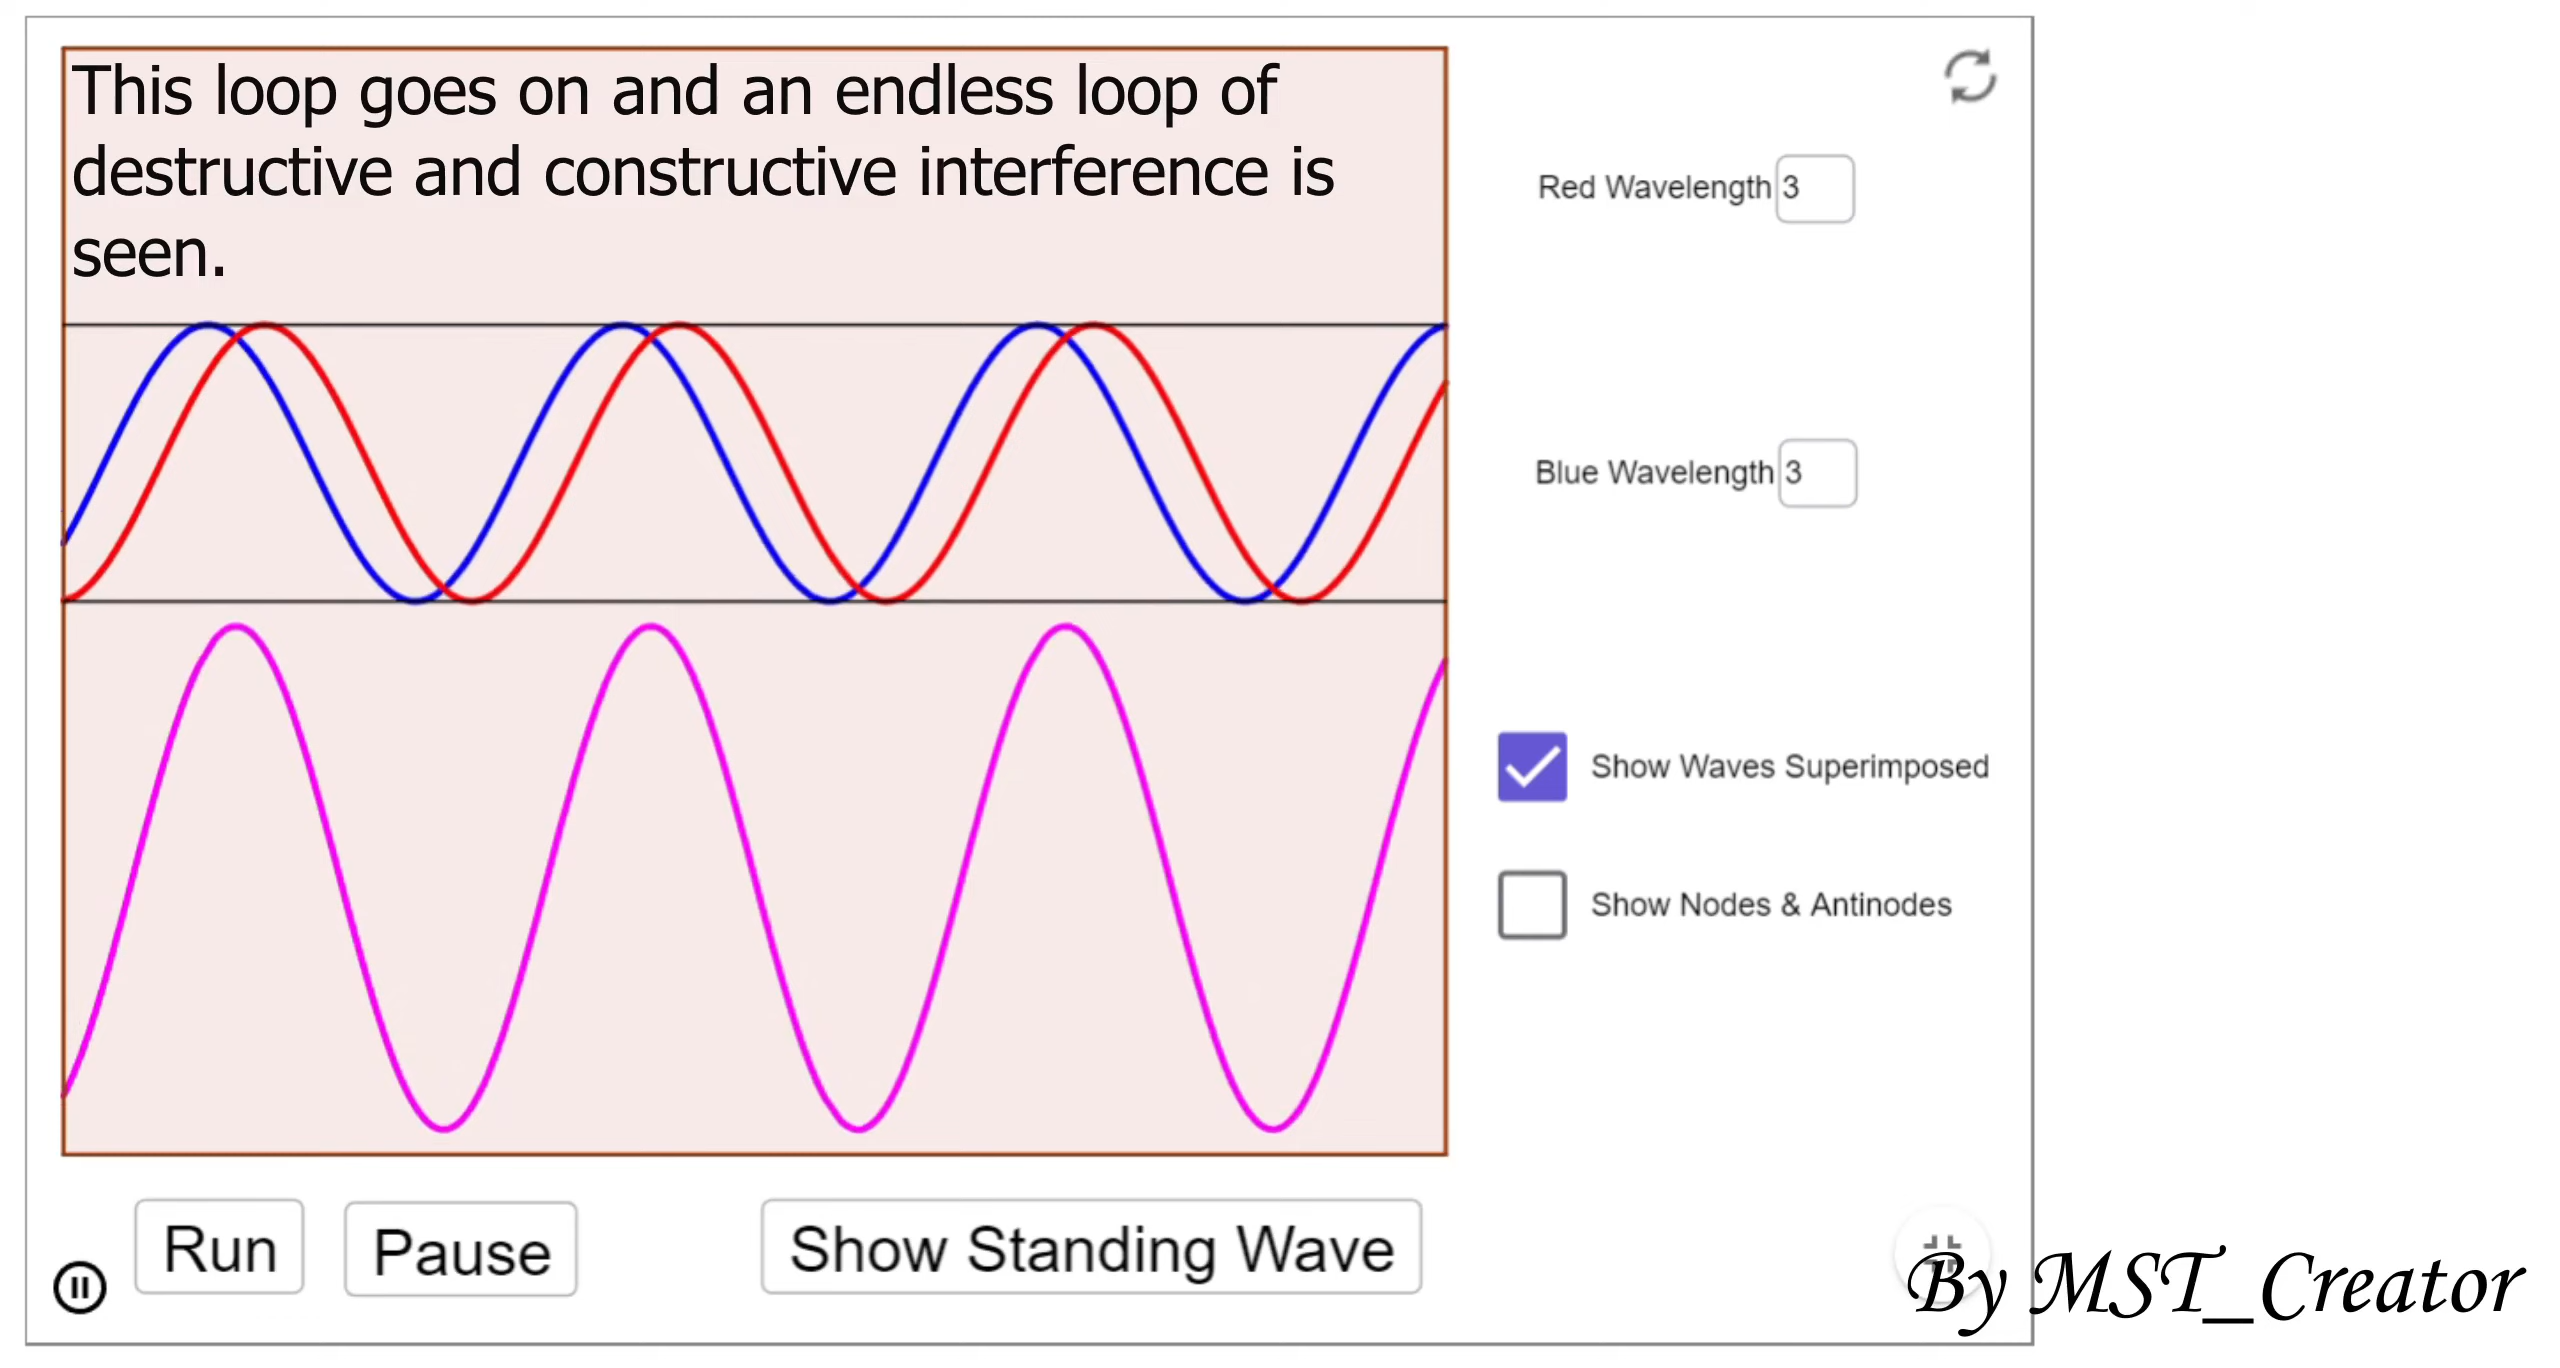 This loop goes on and an endless loop of
destructive and constructive interference is
seen.
Red Wavelength 3
Blue Wavelength 3
Show Waves Superimposed
Show Nodes & Antinodes
Run
Pause
Show Standing Wave
By MST_Creator